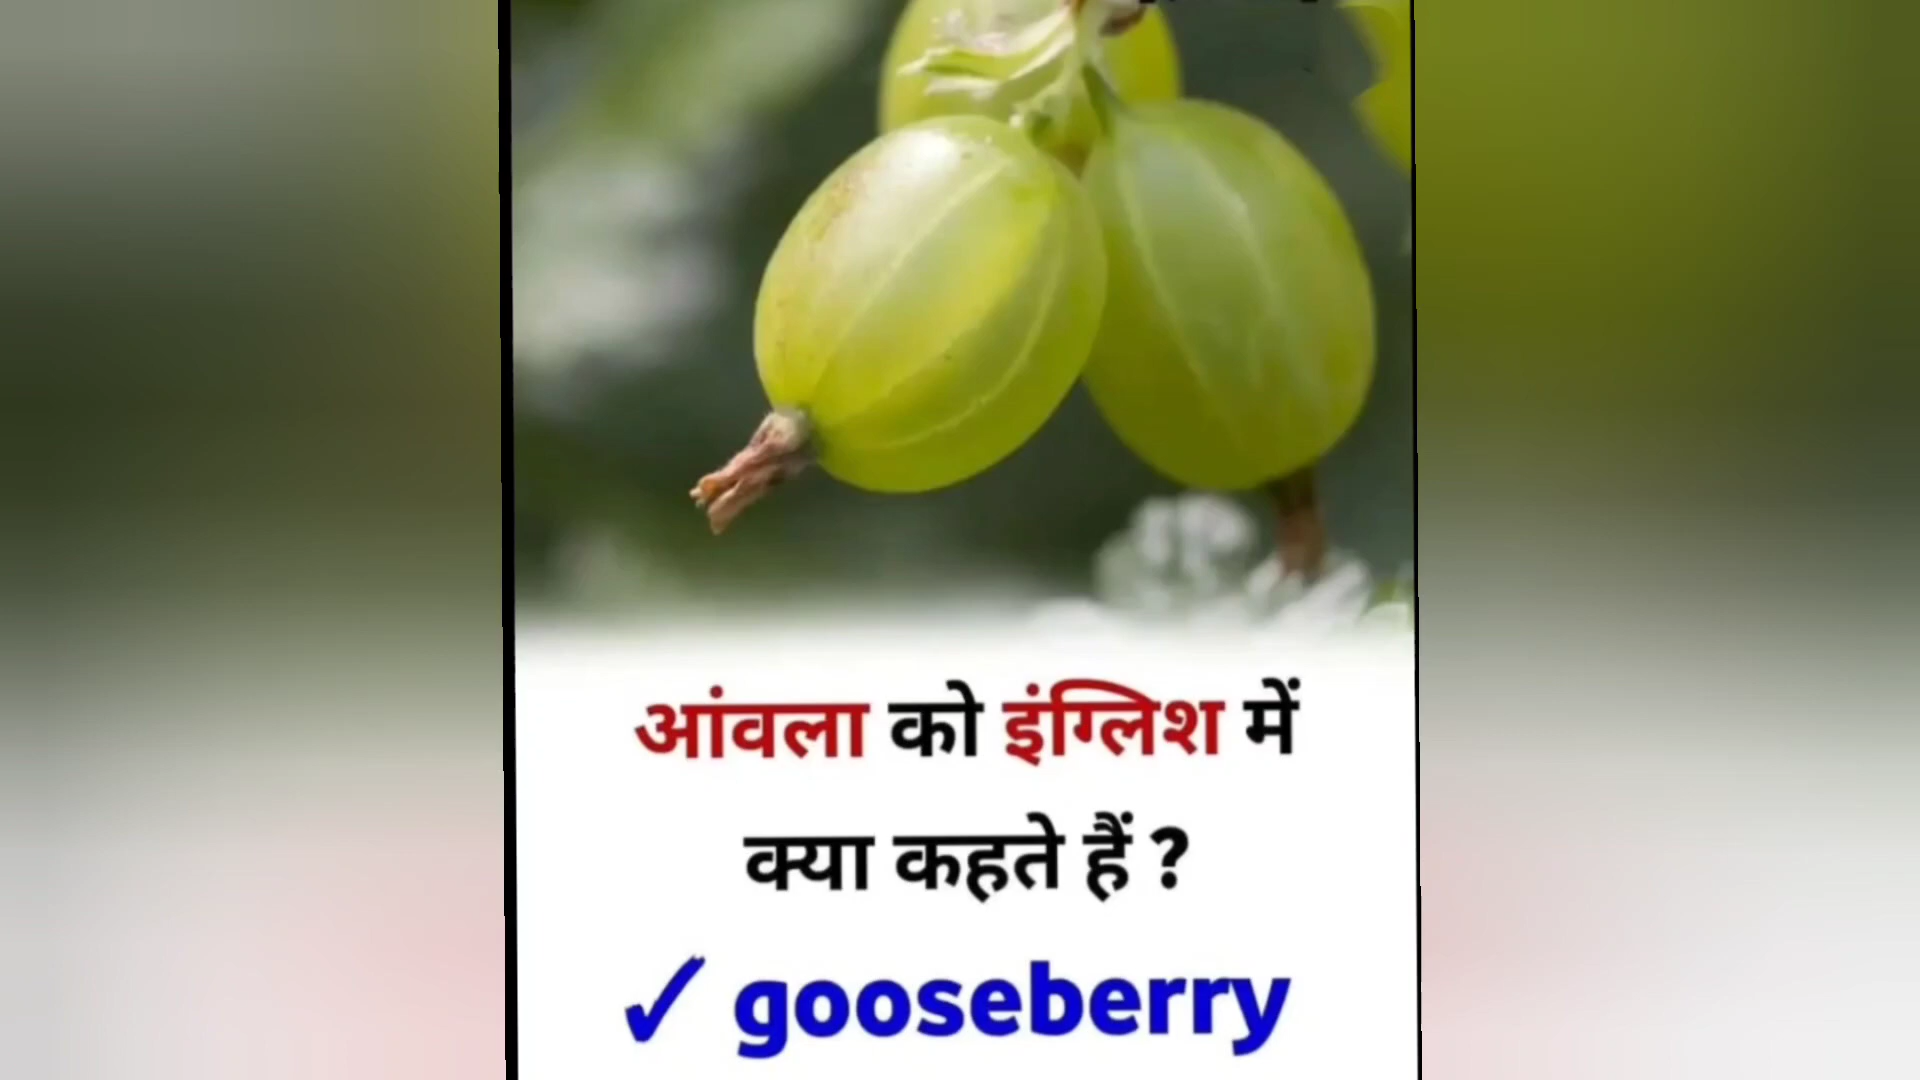 आंवला को इंग्लिश में
क्या कहते हैं ?
✓ gooseberry